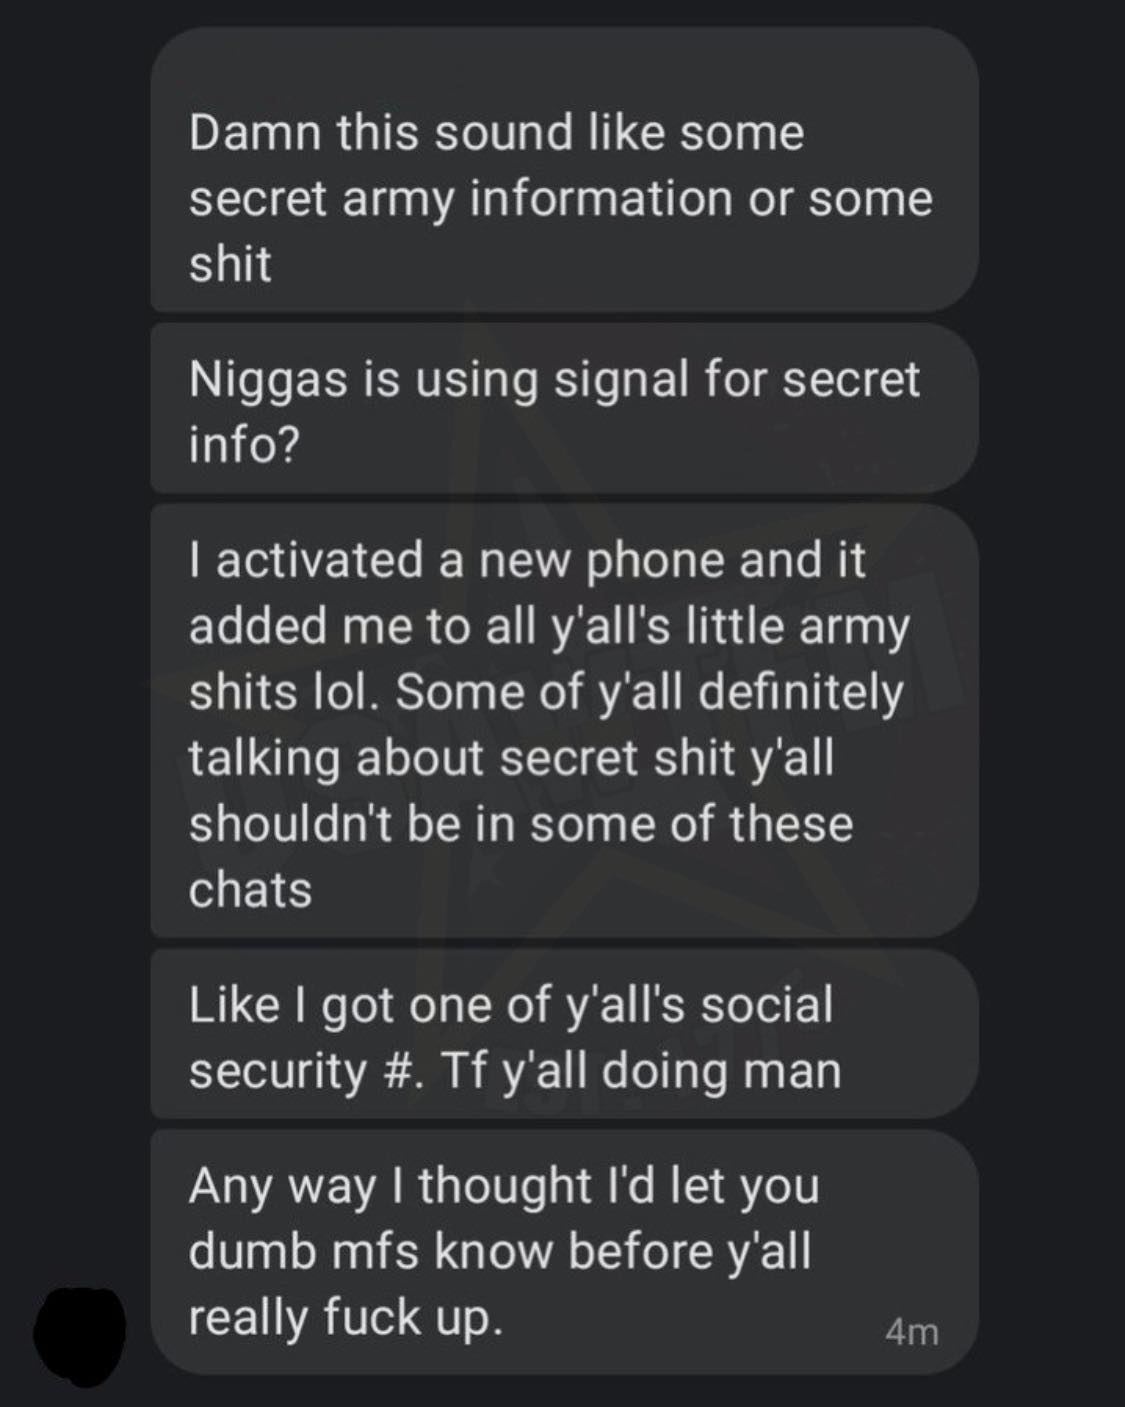 Damn this sound like some
secret army information or some
shit
Niggas is using signal for secret
info?
I activated a new phone and it
added me to all y'all's little army
shits lol. Some of y'all definitely
talking about secret shit y'all
shouldn't be in some of these
chats
Like I got one of y'all's social
security #. Tf y'all doing man
Any way I thought I'd let you
dumb mfs know before y'all
really fuck up.
4m